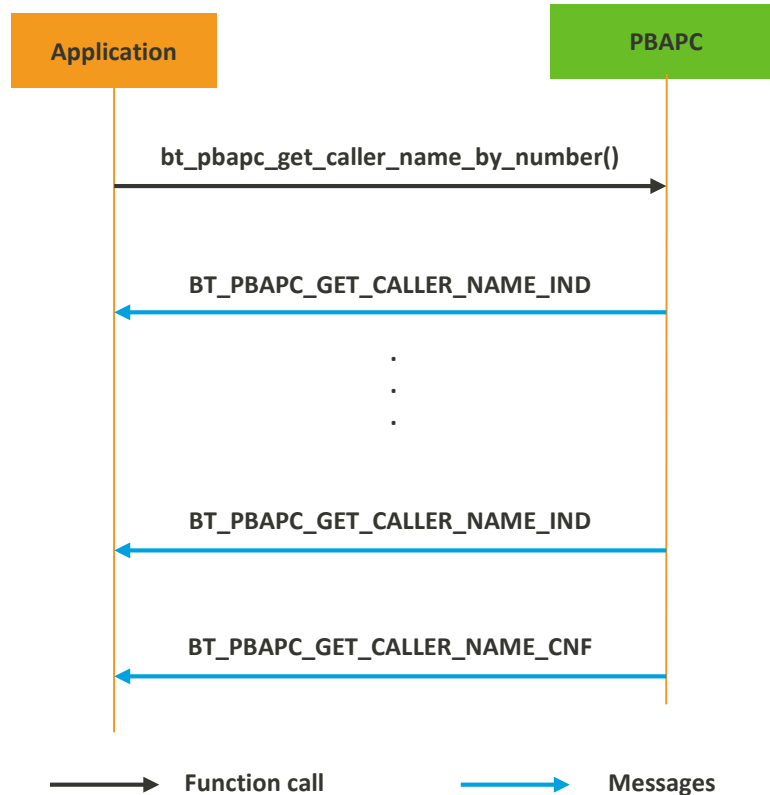 Application
PBAPC
bt_pbapc_get_caller_name_by_number()
BT_PBAPC_GET_CALLER_NAME_IND
.
.
.
BT_PBAPC_GET_CALLER_NAME_IND
BT_PBAPC_GET_CALLER_NAME_CNF
Function call
Messages